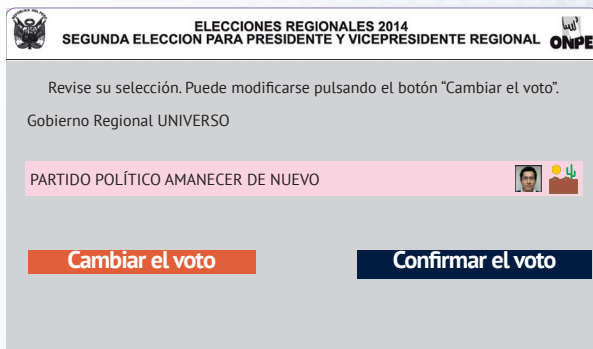 ELECCIONES REGIONALES 2014
SEGUNDA ELECCION PARA PRESIDENTE Y VICEPRESIDENTE REGIONAL
ONPE
Revise su selección. Puede modificarse pulsando el botón “Cambiar el voto”.
Gobierno Regional UNIVERSO
PARTIDO POLÍTICO AMANECER DE NUEVO
Cambiar el voto
Confirmar el voto